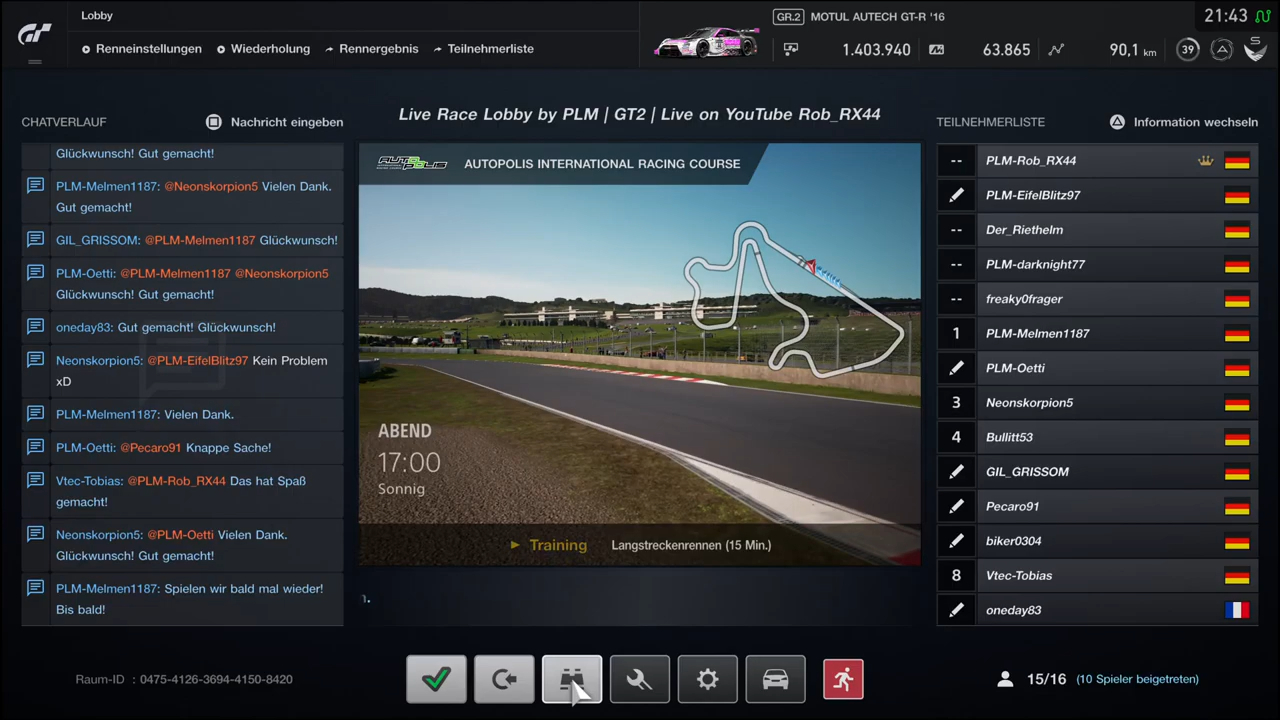 Lobby
Renneinstellungen
Wiederholung
Rennergebnis
Teilnehmerliste
GR.2 MOTUL AUTECH GT-R '16
1.403.940
63.865
90,1 km
39
A
S
21:43
CHATVERLAUF
Nachricht eingeben
Glückwunsch! Gut gemacht!
PLM-Melmen1187: @Neonskorpion5 Vielen Dank.
Gut gemacht!
GIL_GRISSOM: @PLM-Melmen1187 Glückwunsch!
PLM-Oetti: @PLM-Melmen1187 @Neonskorpion5
Glückwunsch! Gut gemacht!
oneday83: Gut gemacht! Glückwunsch!
Neonskorpion5: @PLM-EifelBlitz97 Kein Problem
xD
PLM-Melmen1187: Vielen Dank.
PLM-Oetti: @Pecaro91 Knappe Sache!
Vtec-Tobias: @PLM-Rob_RX44 Das hat Spaß
gemacht!
Neonskorpion5: @PLM-Oetti Vielen Dank.
Glückwunsch! Gut gemacht!
PLM-Melmen1187: Spielen wir bald mal wieder!
Bis bald!
Live Race Lobby by PLM | GT2 | Live on YouTube Rob_RX44
AUTOPOLIS
AUTOPOLIS INTERNATIONAL RACING COURSE
ABEND
17:00
Sonnig
Training
Langstreckenrennen (15 Min.)
n.
TEILNEHMERLISTE
Information wechseln
-- PLM-Rob_RX44
PLM-EifelBlitz97
-- Der_Riethelm
-- PLM-darknight77
-- freaky0frager
1 PLM-Melmen1187
PLM-Oetti
3 Neonskorpion5
4 Bullitt53
GIL_GRISSOM
Pecaro91
biker0304
8 Vtec-Tobias
oneday83
Raum-ID : 0475-4126-3694-4150-8420
15/16 (10 Spieler beigetreten)